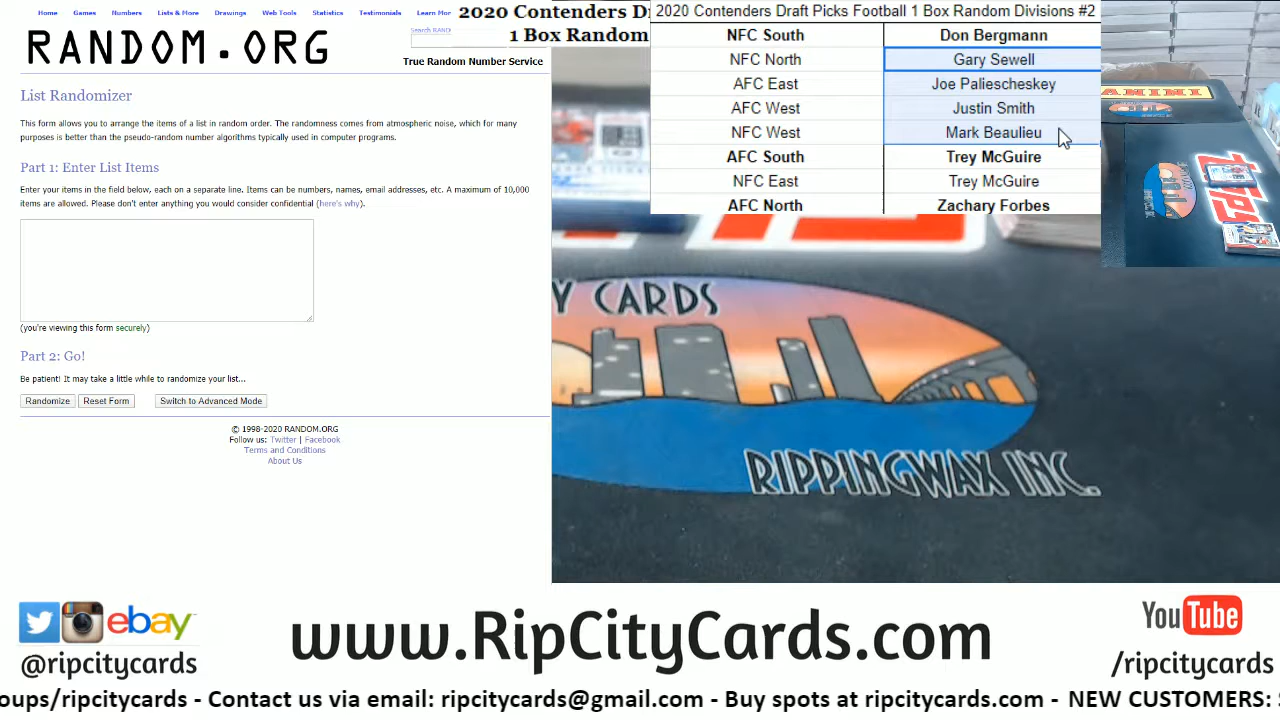 Home Games Numbers Lists & More Drawings Web Tools Statistics Testimonials Learn Mor
RANDOM.ORG
Search RAND
True Random Number Service
List Randomizer
This form allows you to arrange the items of a list in random order. The randomness comes from atmospheric noise, which for many
purposes is better than the pseudo-random number algorithms typically used in computer programs.
Part 1: Enter List Items
Enter your items in the field below, each on a separate line. Items can be numbers, names, email addresses, etc. A maximum of 10,000
items are allowed. Please don't enter anything you would consider confidential (here's why).
(you're viewing this form securely)
Part 2: Go!
Be patient! It may take a little while to randomize your list...
Randomize Reset Form Switch to Advanced Mode
© 1998-2020 RANDOM.ORG
Follow us: Twitter | Facebook
Terms and Conditions
About Us
2020 Contenders D
1 Box Random
2020 Contenders Draft Picks Football 1 Box Random Divisions #2
NFC South Don Bergmann
NFC North Gary Sewell
AFC East Joe Paliescheskey
AFC West Justin Smith
NFC West Mark Beaulieu
AFC South Trey McGuire
NFC East Trey McGuire
AFC North Zachary Forbes
PANINI
Y CARDS
RIPPINGWAX INC.
ebay
@ripcitycards
www.RipCityCards.com
YouTube
/ripcitycards
oups/ripcitycards - Contact us via email: ripcitycards@gmail.com - Buy spots at ripcitycards.com - NEW CUSTOMERS: S